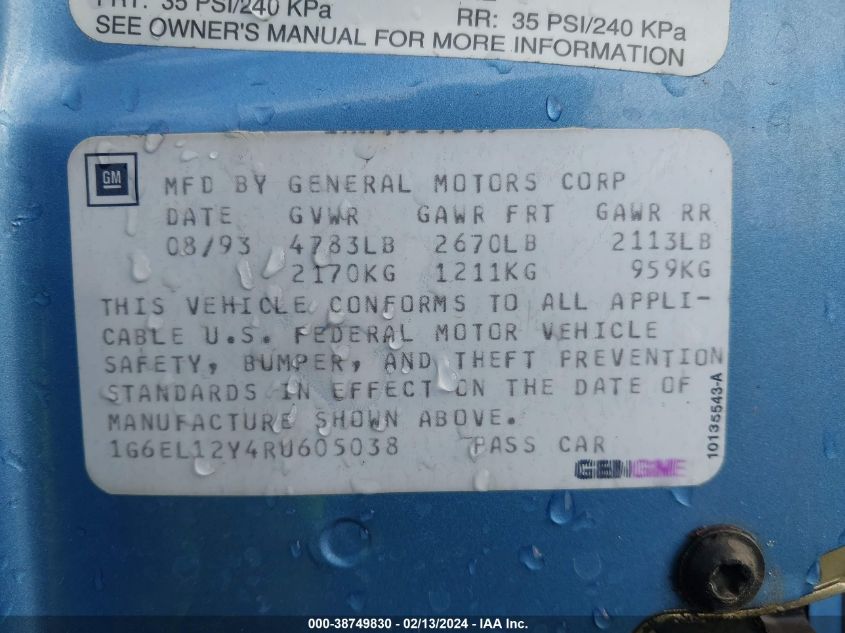 FRT: 35 PSI/240 KPa
RR: 35 PSI/240 KPa
SEE OWNER'S MANUAL FOR MORE INFORMATION
GM
MFD BY GENERAL MOTORS CORP
DATE GVWR GAWR FRT GAWR RR
08/93 4783LB 2670LB 2113LB
2170KG 1211KG 959KG
THIS VEHICLE CONFORMS TO ALL APPLI-
CABLE U.S. FEDERAL MOTOR VEHICLE
SAFETY, BUMPER, AND THEFT PREVENTION
STANDARDS IN EFFECT ON THE DATE OF
MANUFACTURE SHOWN ABOVE.
1G6EL12Y4RU605038 PASS CAR
GENUINE
10135543-A
000-38749830 - 02/13/2024 - IAA Inc.